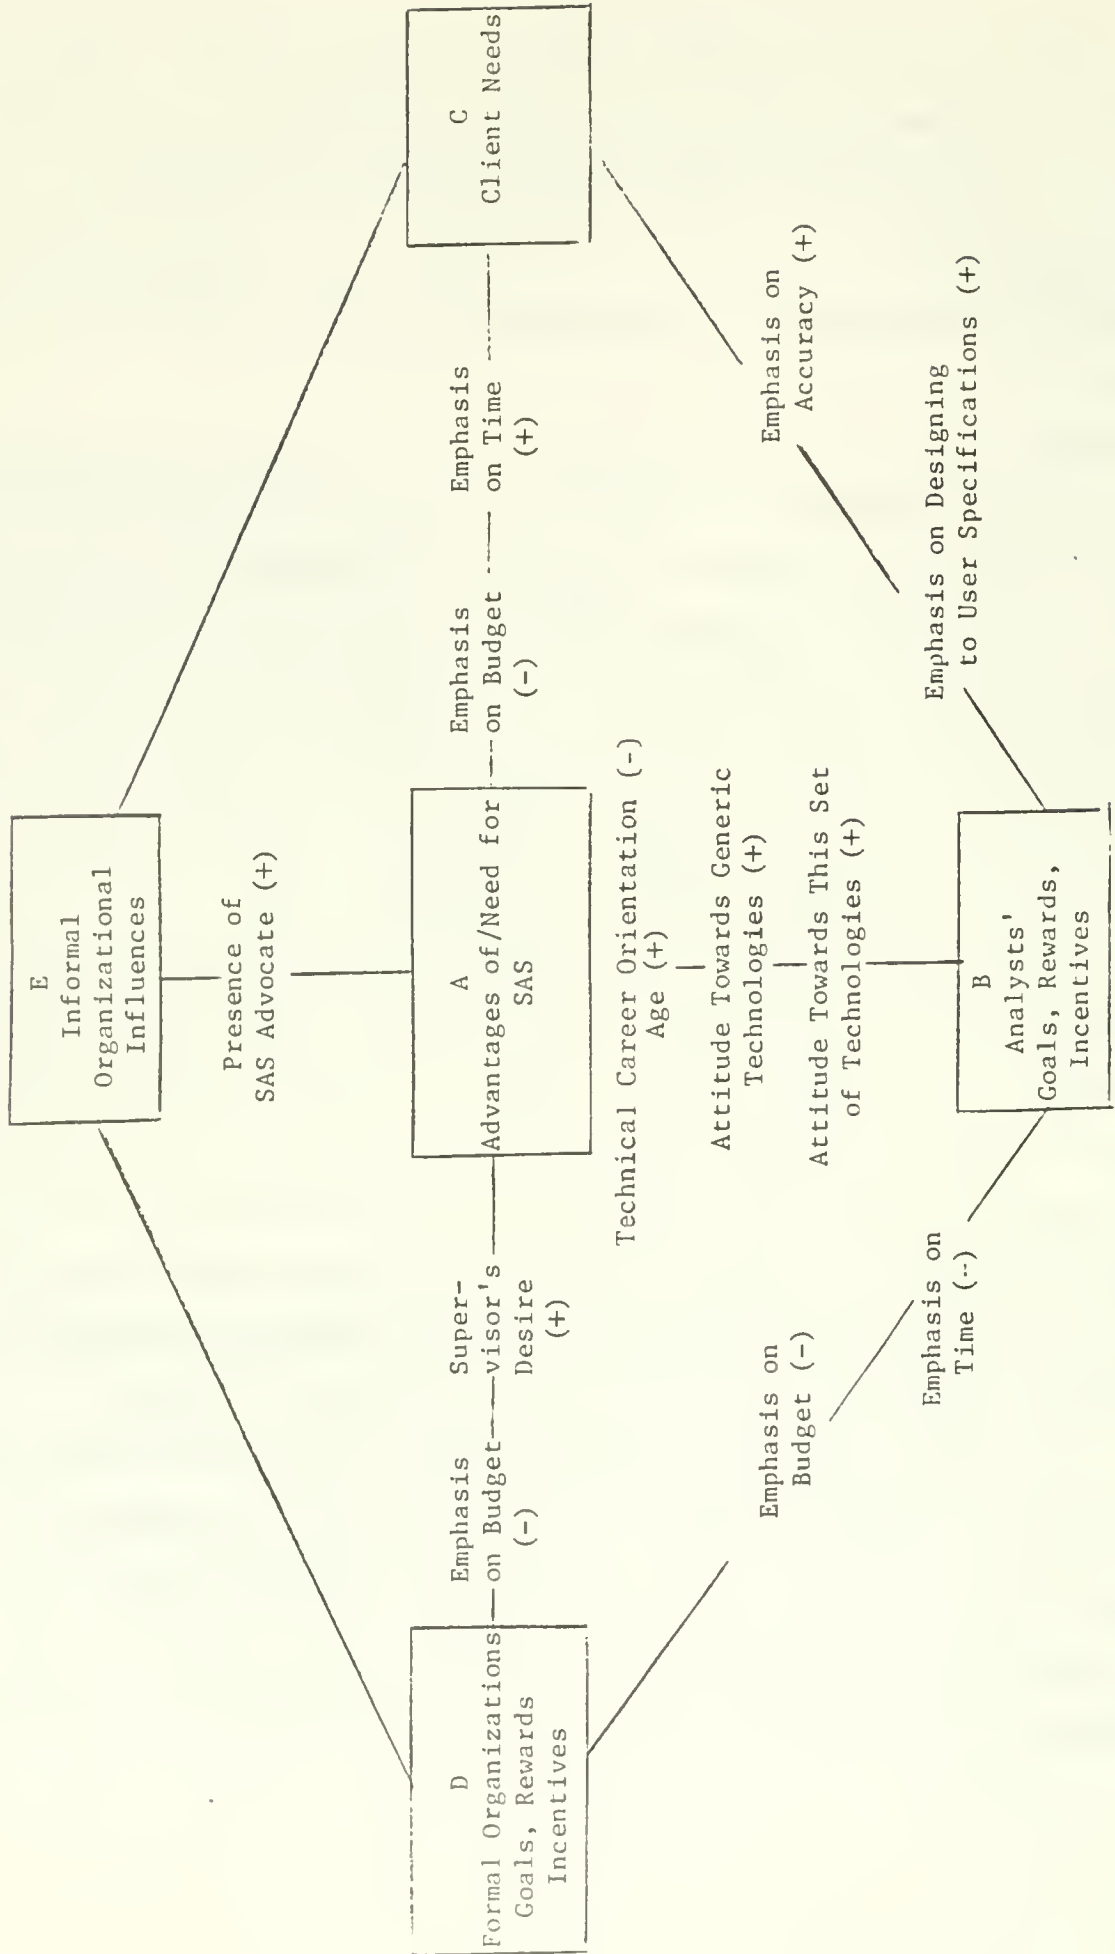 E
Informal
Organizational
Influences
Presence of
SAS Advocate (+)
D
Formal Organizations
Goals, Rewards
Incentives
Emphasis
on Budget
(-)
Super-
visor's
Desire
(+)
A
Advantages of/Need for
SAS
Emphasis
on Budget
(-)
Emphasis
on Time
(+)
C
Client Needs
Technical Career Orientation (-)
Age (+)
Attitude Towards Generic
Technologies (+)
Attitude Towards This Set
of Technologies (+)
Emphasis on
Budget (-)
Emphasis on
Accuracy (+)
Emphasis on
Time (--)
Emphasis on Designing
to User Specifications (+)
B
Analysts'
Goals, Rewards,
Incentives